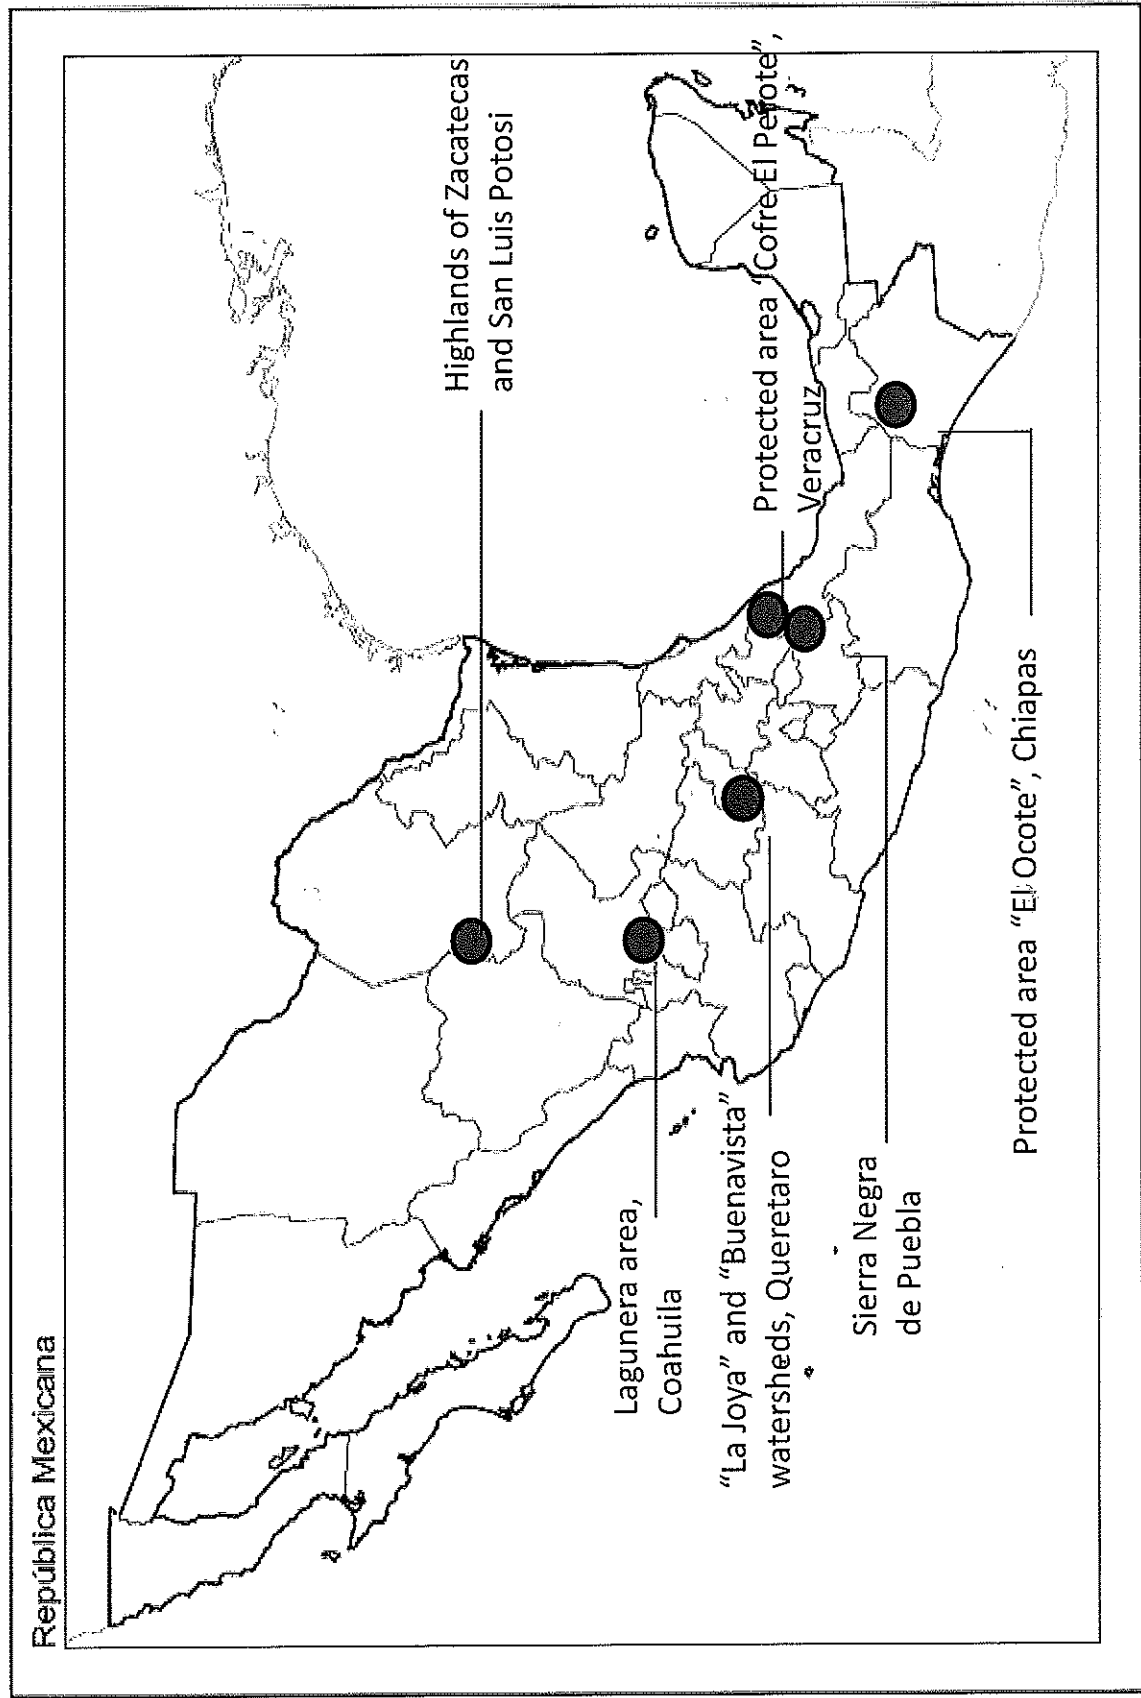 República Mexicana
Highlands of Zacatecas
and San Luis Potosi
Protected area “Cofre El Perote”,
Veracruz
Lagunera area,
Coahuila
“La Joya” and “Buenavista”
watersheds, Queretaro
Sierra Negra
de Puebla
Protected area “El Ocote”, Chiapas